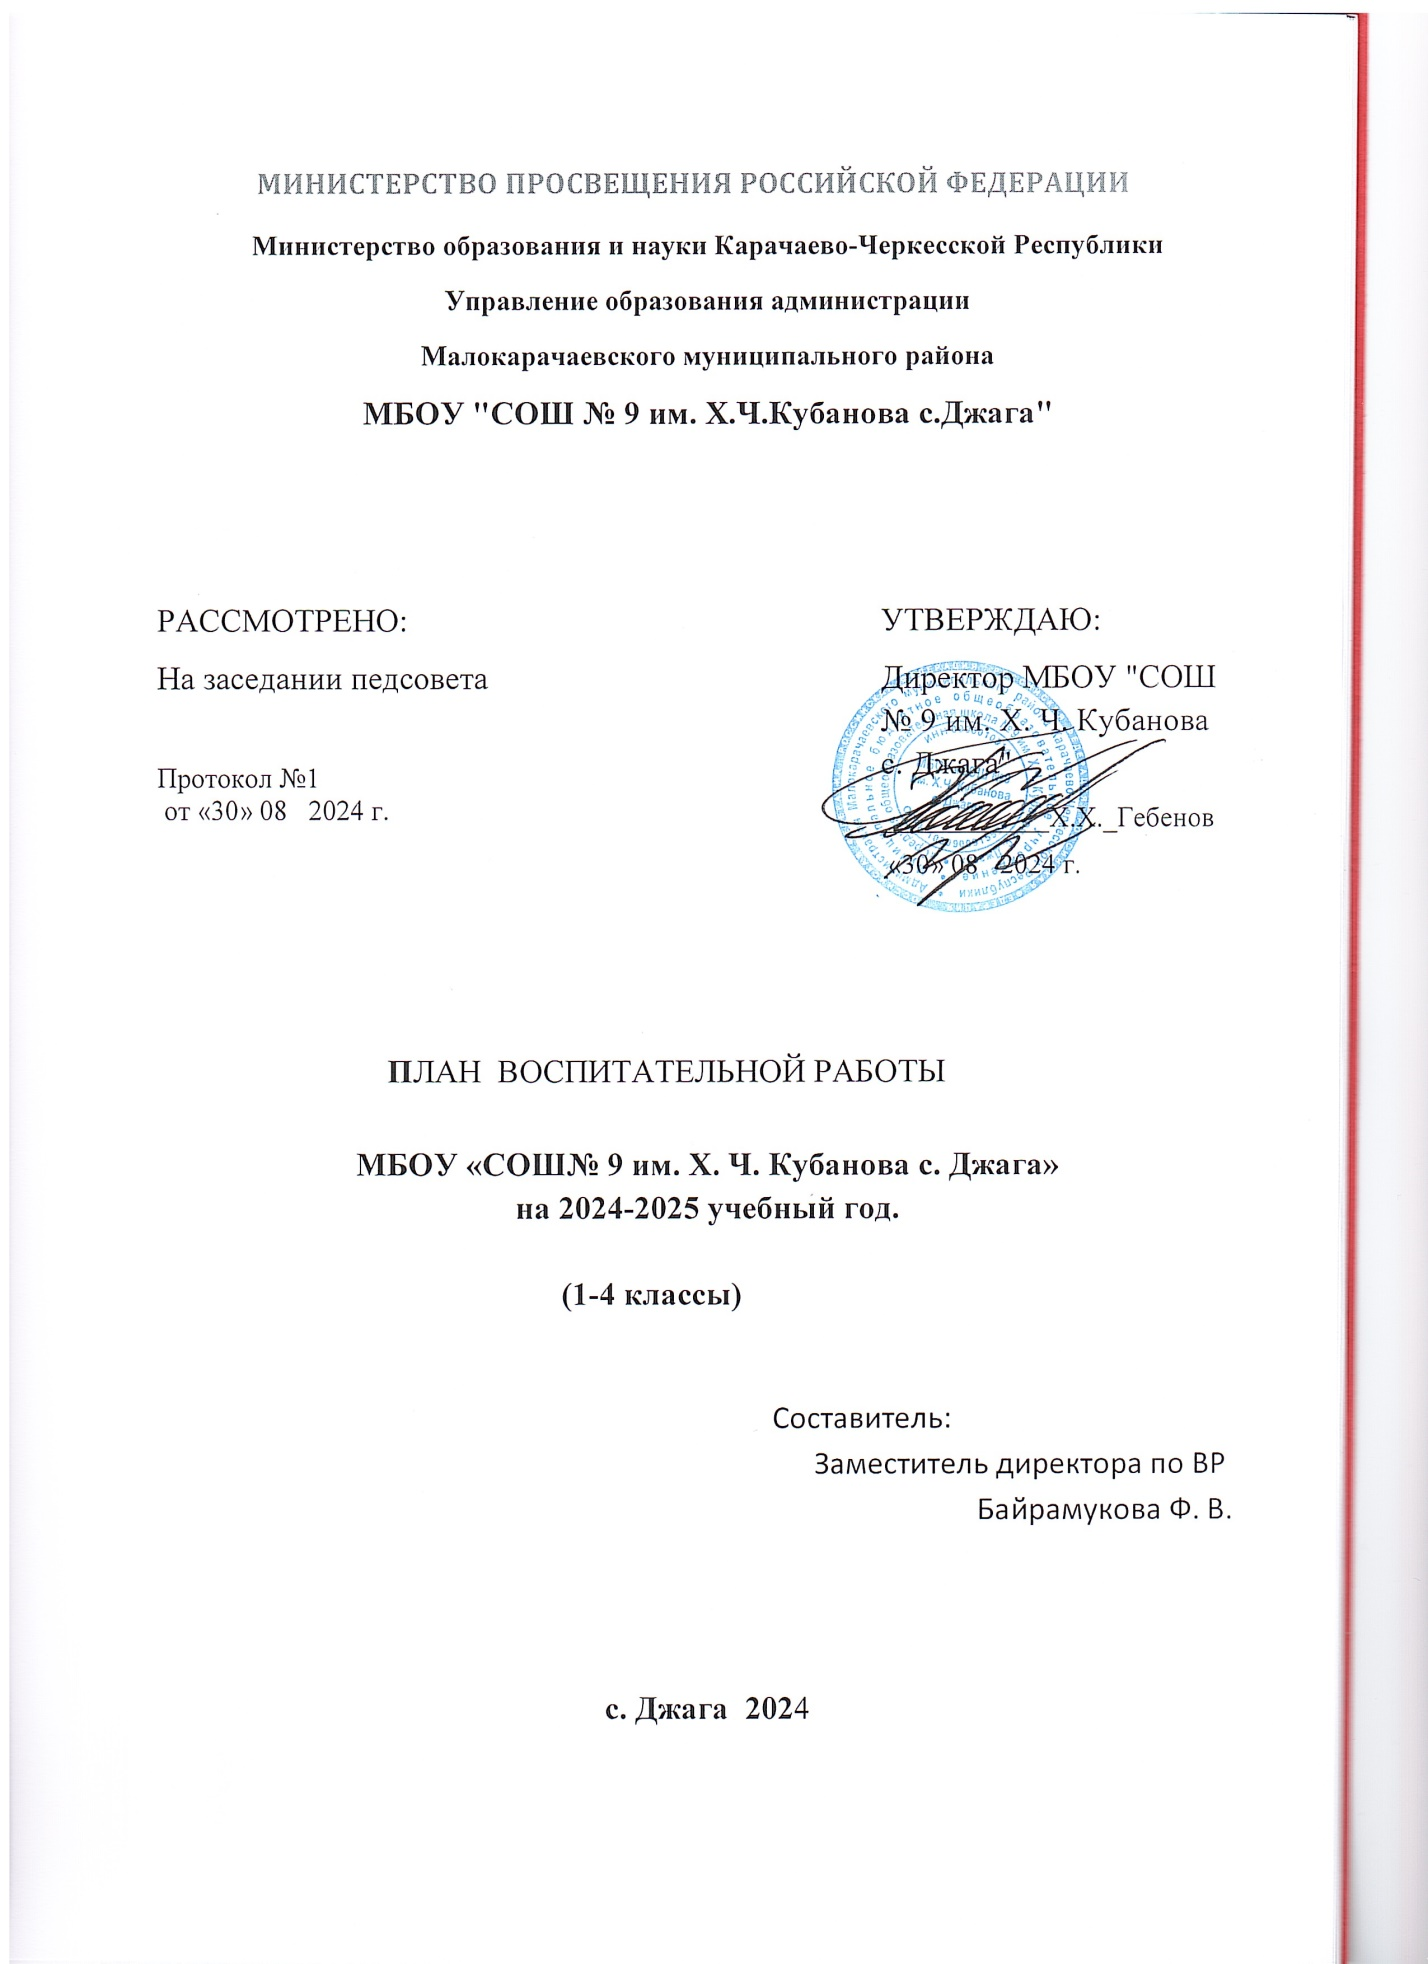 МИНИСТЕРСТВО ПРОСВЕЩЕНИЯ РОССИЙСКОЙ ФЕДЕРАЦИИ
Министерство образования и науки Карачаево-Черкесской Республики
Управление образования администрации
Малокарачаевского муниципального района
МБОУ "СОШ № 9 им. Х.Ч.Кубанова с.Джага"
РАССМОТРЕНО:
На заседании педсовета
Протокол №1
от «30» 08 2024 г.
УТВЕРЖДАЮ:
Директор МБОУ "СОШ
№ 9 им. Х. Ч. Кубанова
с. Джага"
Х.Х._Гебенов
«30» 08 2024 г.
ПЛАН ВОСПИТАТЕЛЬНОЙ РАБОТЫ
МБОУ «СОШ№ 9 им. Х. Ч. Кубанова с. Джага»
на 2024-2025 учебный год.
(1-4 классы)
Составитель:
Заместитель директора по ВР
Байрамукова Ф. В.
с. Джага 2024